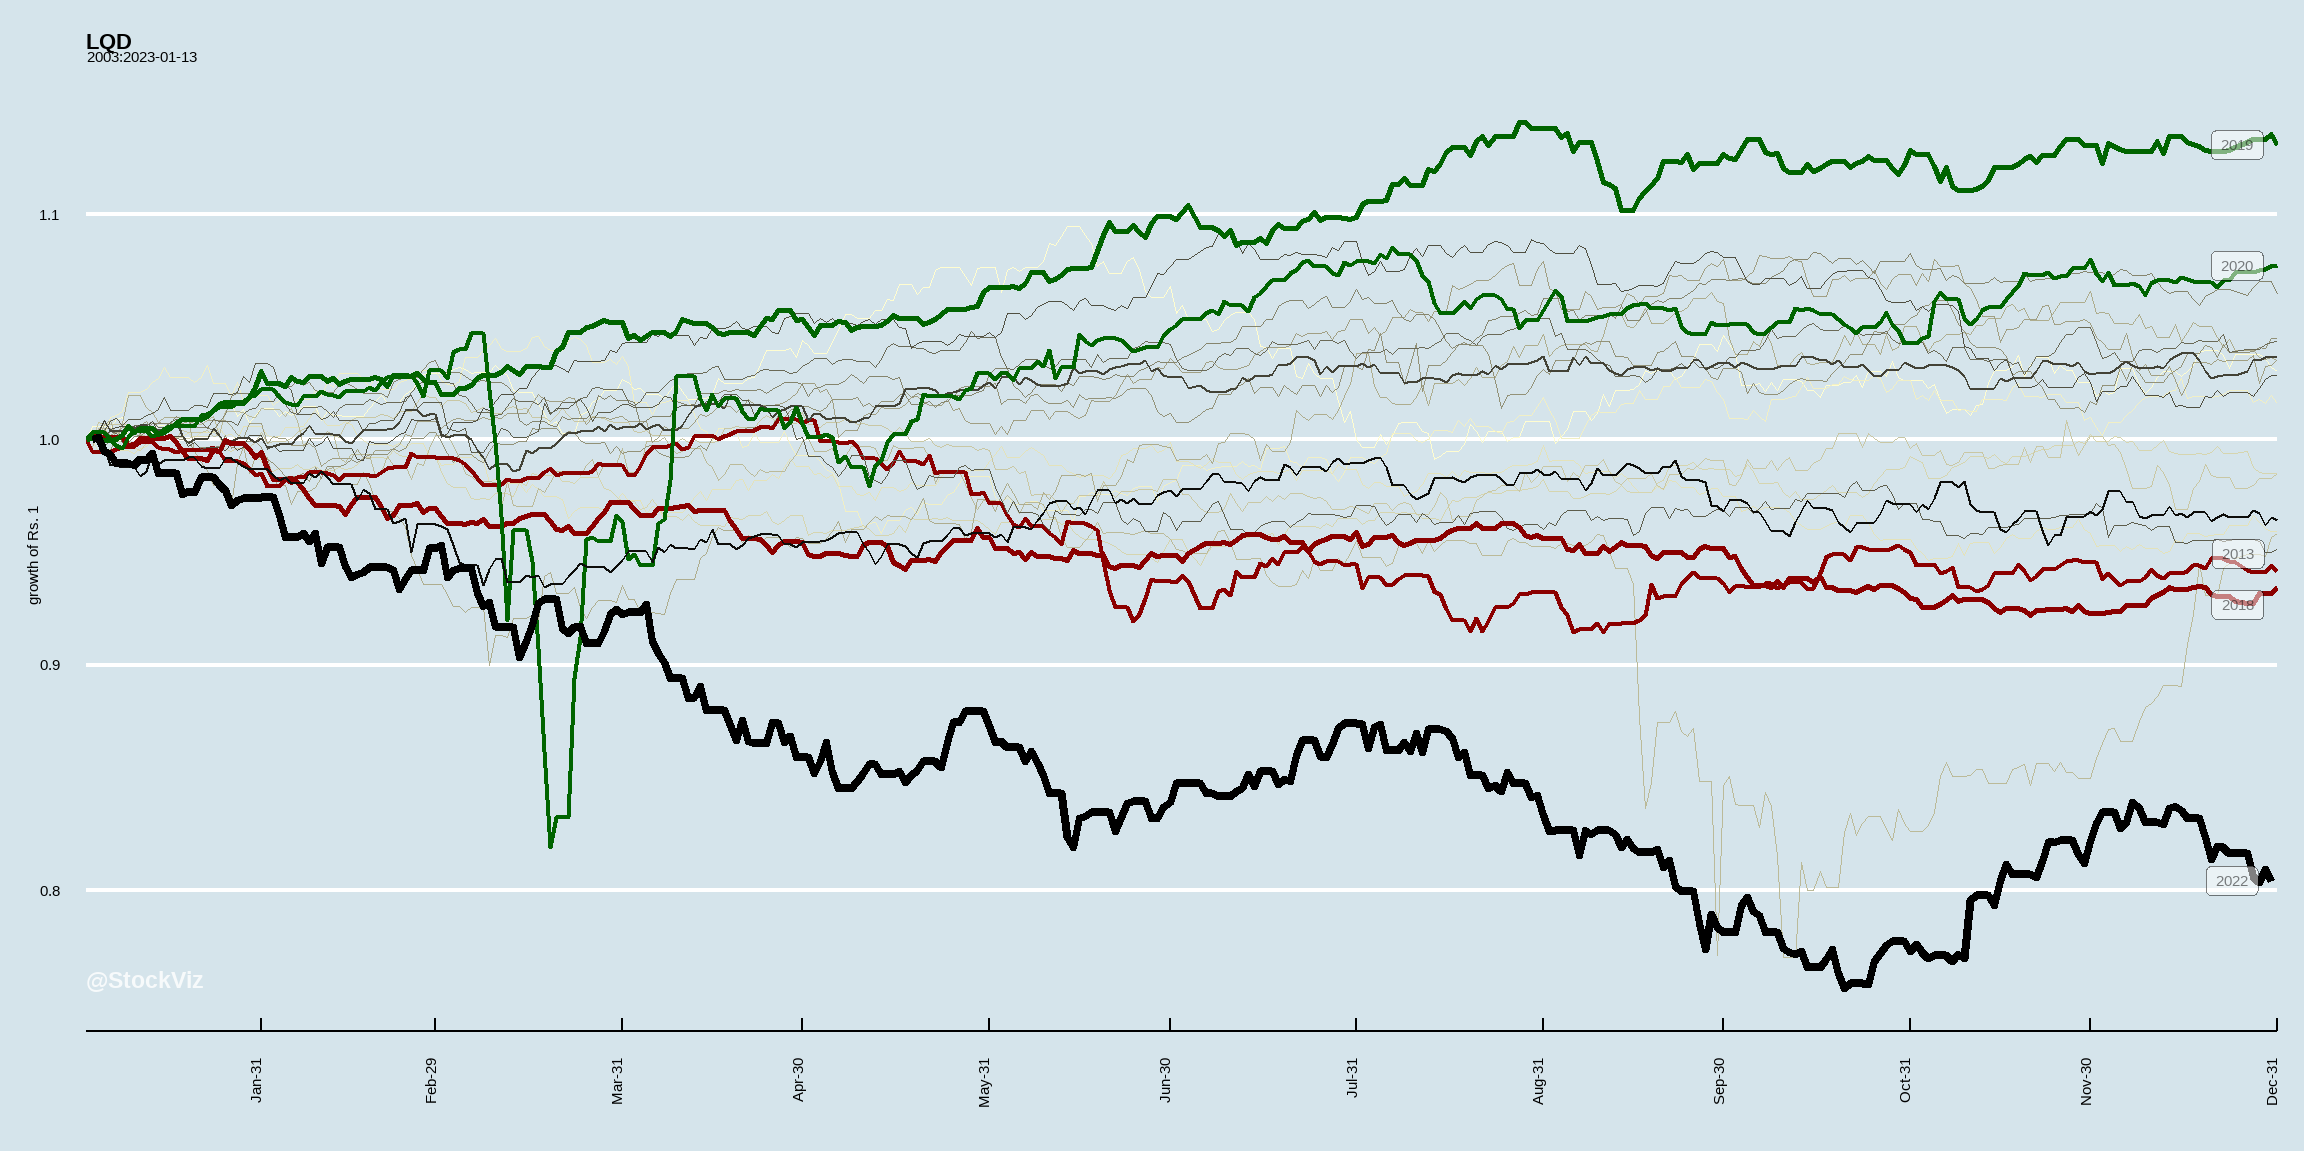 LQD
2003:2023-01-13
growth of Rs. 1
1.1
1.0
0.9
0.8
2019
2020
2013
2018
2022
@StockViz
Jan-31
Feb-29
Mar-31
Apr-30
May-31
Jun-30
Jul-31
Aug-31
Sep-30
Oct-31
Nov-30
Dec-31